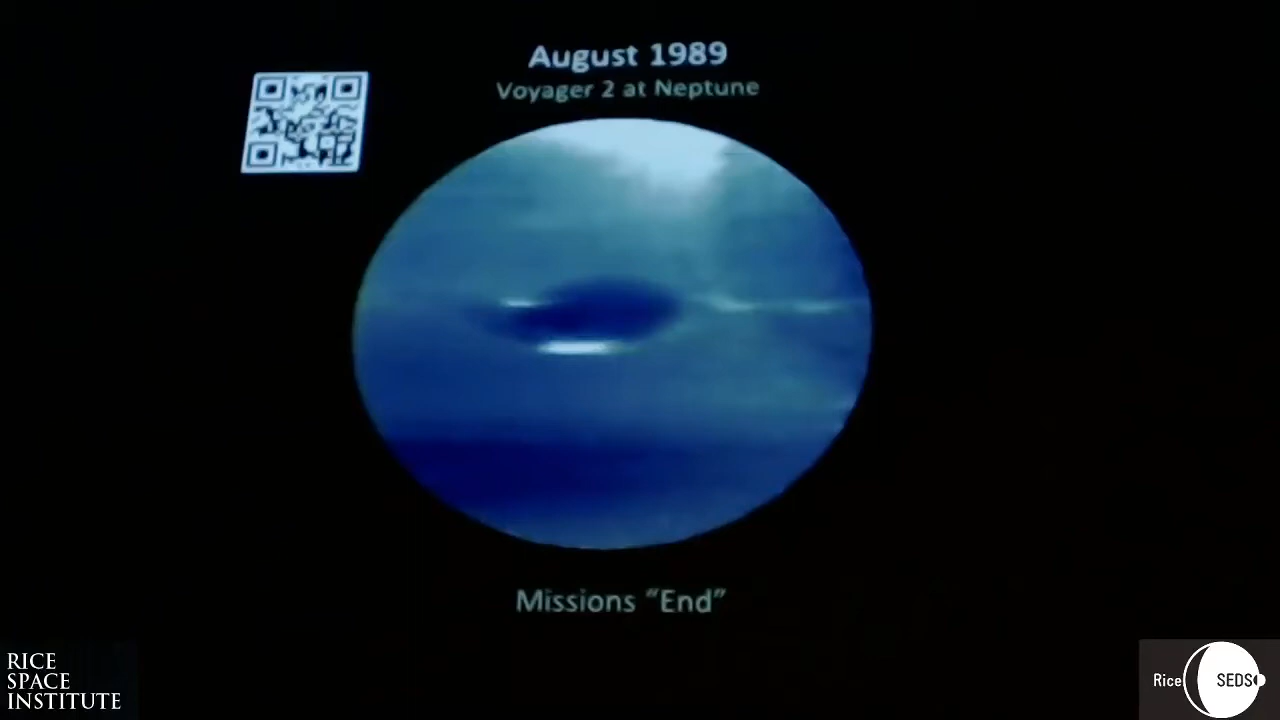 August 1989
Voyager 2 at Neptune
Missions “End”
RICE
SPACE
INSTITUTE
Rice SEDS